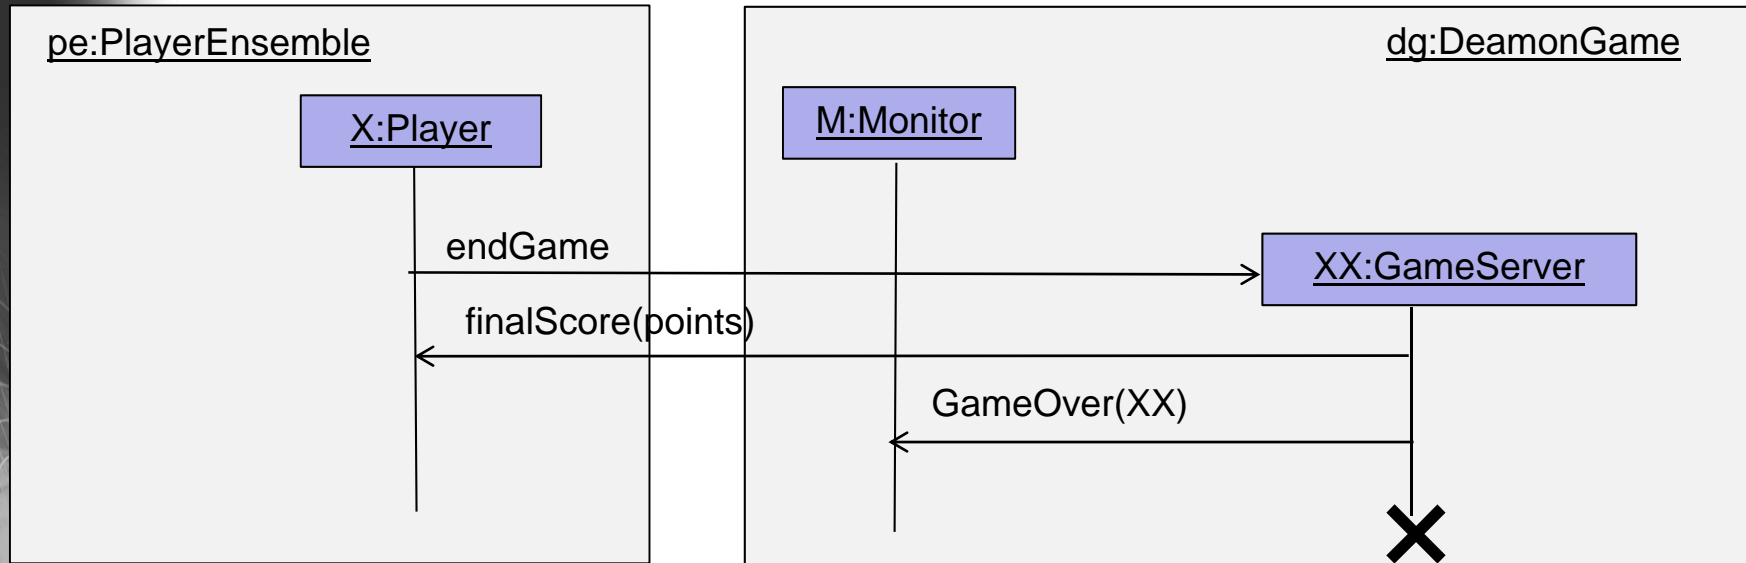 pe:PlayerEnsemble
dg:DeamonGame
X:Player
M:Monitor
endGame
XX:GameServer
finalScore(points)
GameOver(XX)